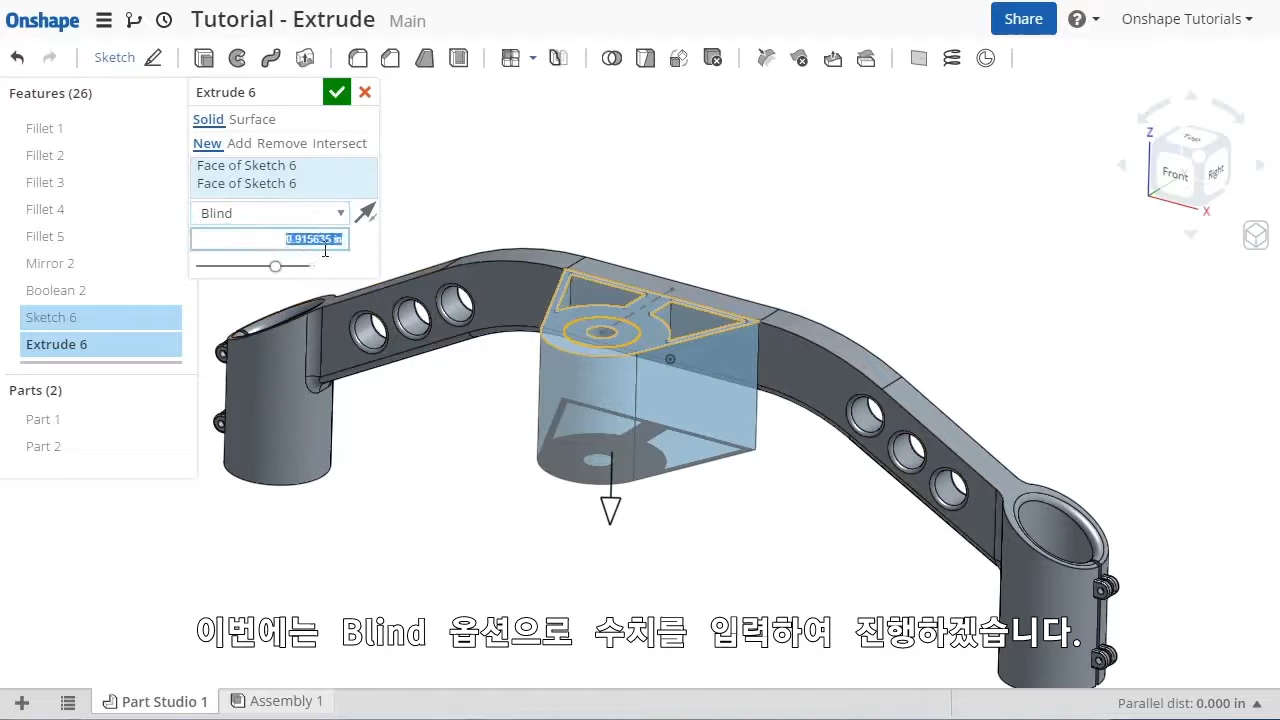 Onshape
Tutorial - Extrude Main
Share
Onshape Tutorials
Sketch
Features (26)
Fillet 1
Fillet 2
Fillet 3
Fillet 4
Fillet 5
Mirror 2
Boolean 2
Sketch 6
Extrude 6
Parts (2)
Part 1
Part 2
Extrude 6
Solid Surface
New Add Remove Intersect
Face of Sketch 6
Face of Sketch 6
Blind
0.915635 in
Z
Top
Front
Right
X
이번에는 Blind 옵션으로 수치를 입력하여 진행하겠습니다.
Part Studio 1
Assembly 1
Parallel dist: 0.000 in